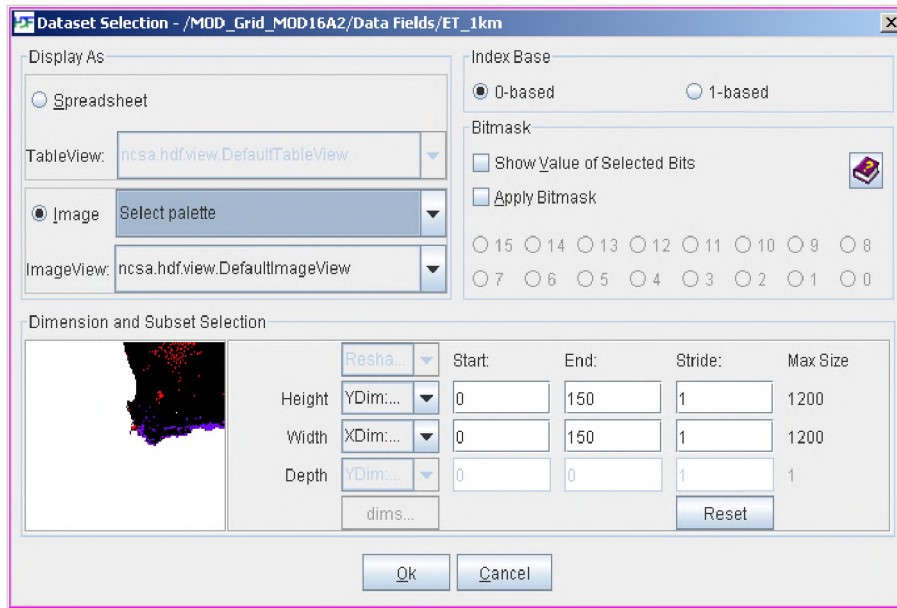 HDF Dataset Selection - /MOD_Grid_MOD16A2/Data Fields/ET_1km
Display As
Spreadsheet
TableView: ncsa.hdf.view.DefaultTableView
Image Select palette
ImageView: ncsa.hdf.view.DefaultImageView
Index Base
0-based 1-based
Bitmask
Show Value of Selected Bits
Apply Bitmask
15 14 13 12 11 10 9 8
7 6 5 4 3 2 1 0
Dimension and Subset Selection
Resha... Start: End: Stride: Max Size
Height YDim:... 0 150 1 1200
Width XDim:... 0 150 1 1200
Depth YDim:... 0 0 1 1
dims... Reset
Ok Cancel